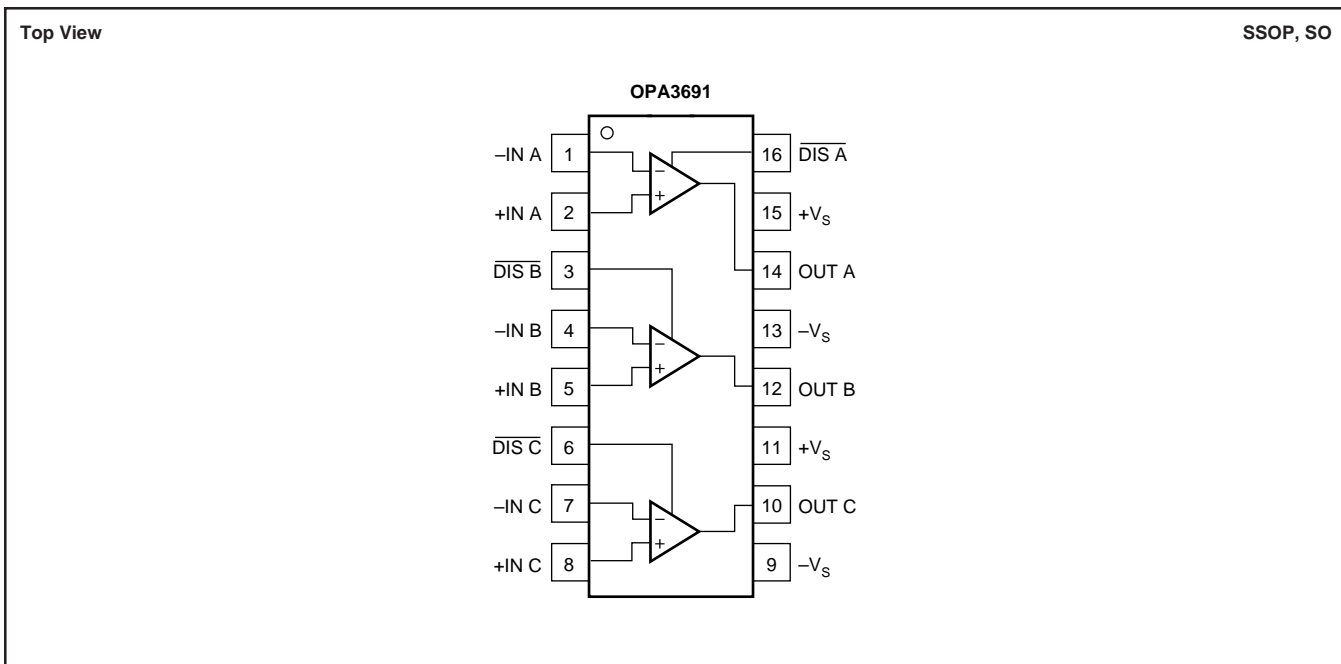 Top View
SSOP, SO
OPA3691
–IN A 1 16 DIS A
+IN A 2 15 +VS
DIS B 3 14 OUT A
–IN B 4 13 –VS
+IN B 5 12 OUT B
DIS C 6 11 +VS
–IN C 7 10 OUT C
+IN C 8 9 –VS
–
+
–
+
–
+